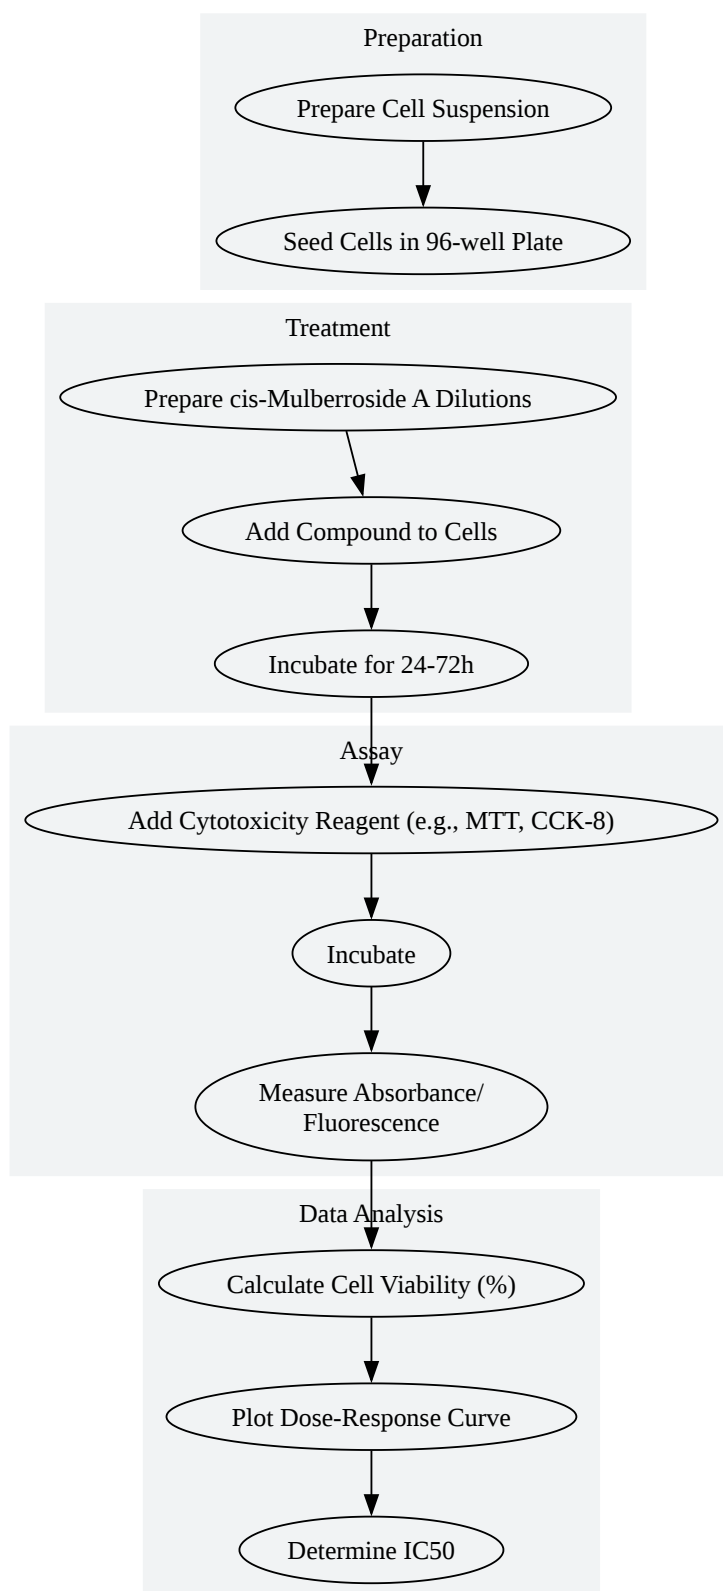 Preparation
Prepare Cell Suspension
Seed Cells in 96-well Plate
Treatment
Prepare cis-Mulberroside A Dilutions
Add Compound to Cells
Incubate for 24-72h
Assay
Add Cytotoxicity Reagent (e.g., MTT, CCK-8)
Incubate
Measure Absorbance/
Fluorescence
Data Analysis
Calculate Cell Viability (%)
Plot Dose-Response Curve
Determine IC50